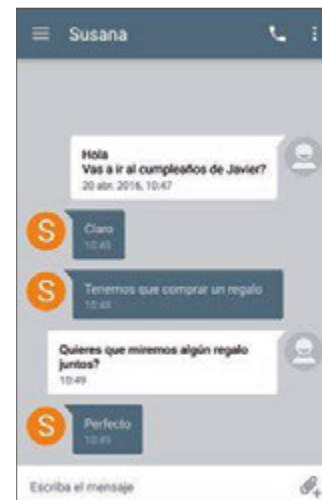 Susana
Hola
Vas a ir al cumpleaños de Javier?
20 abr. 2016, 10:47
S
Claro
10:48
S
Tenemos que comprar un regalo
10:48
Quieres que miremos algún regalo
juntos?
10:49
S
Perfecto
10:49
Escriba el mensaje